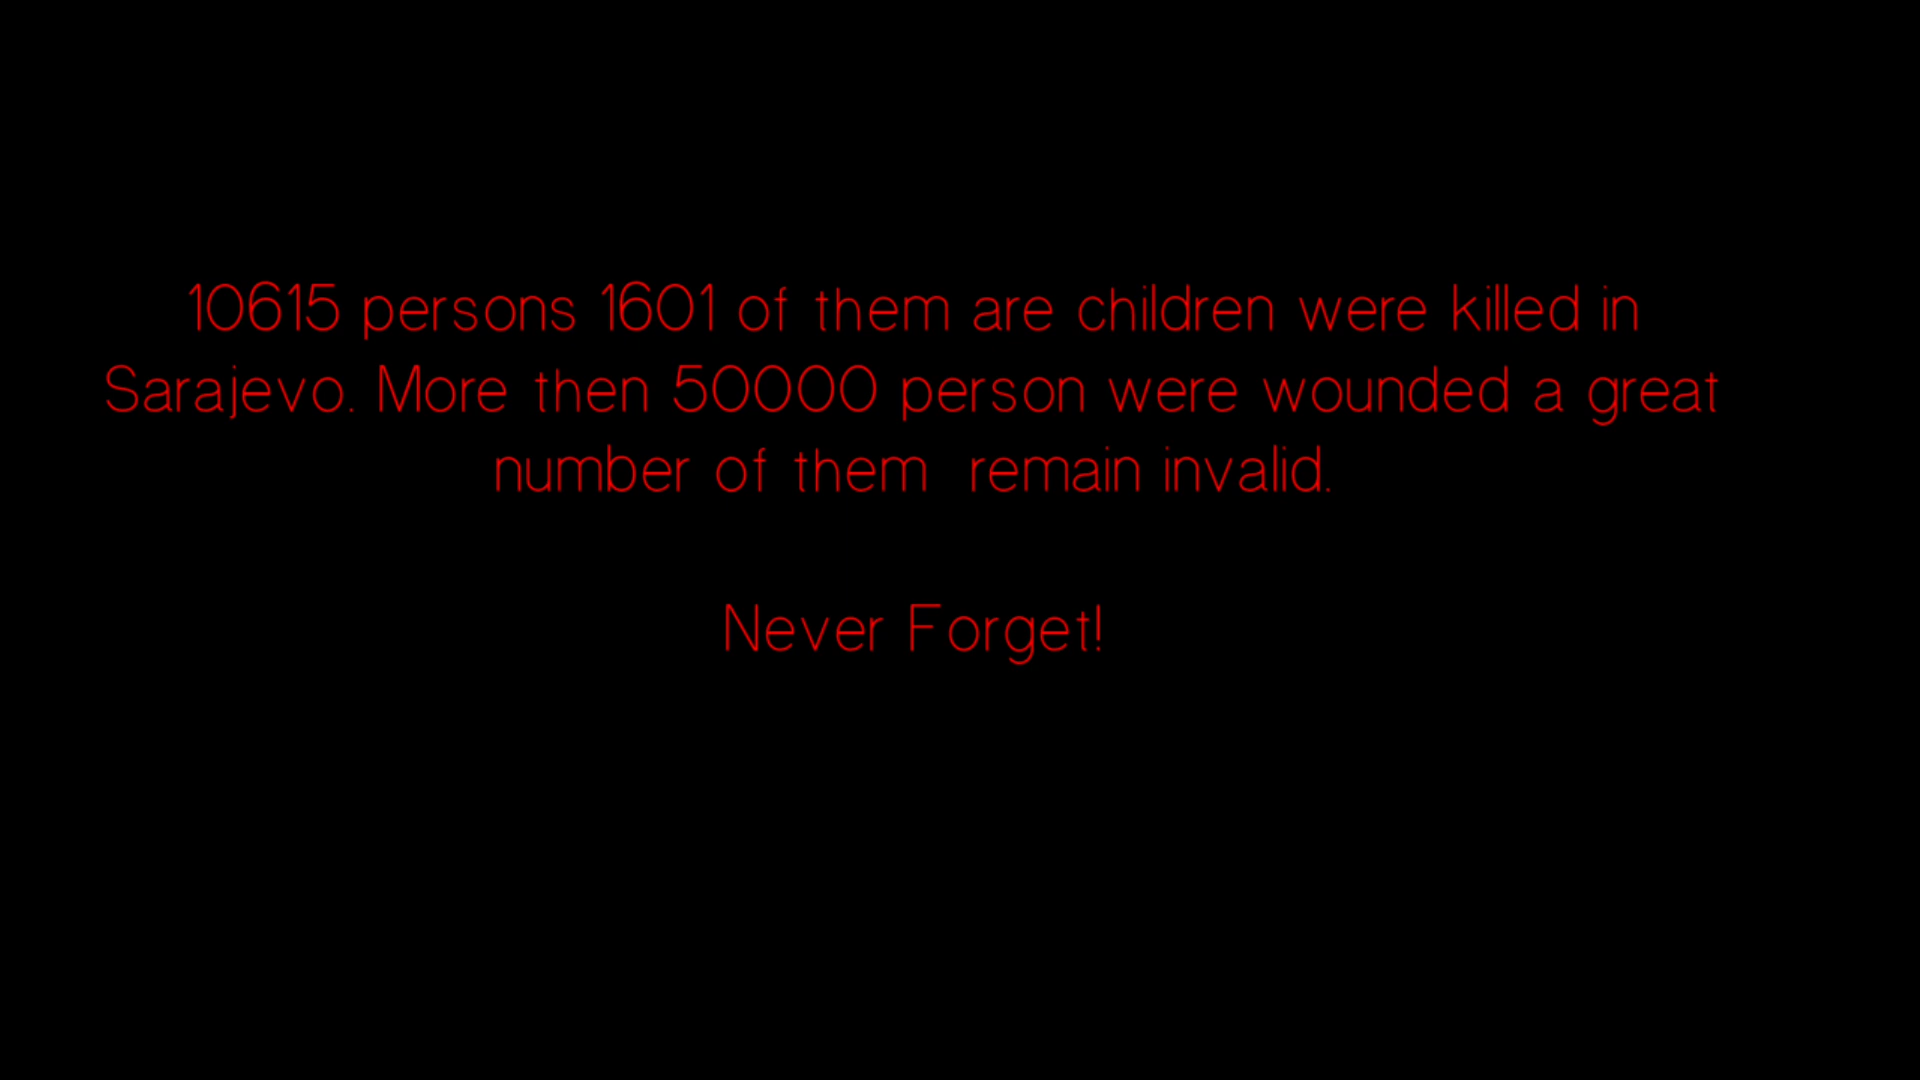 10615 persons 1601 of them are children were killed in
Sarajevo. More then 50000 person were wounded a great
number of them remain invalid.
Never Forget!